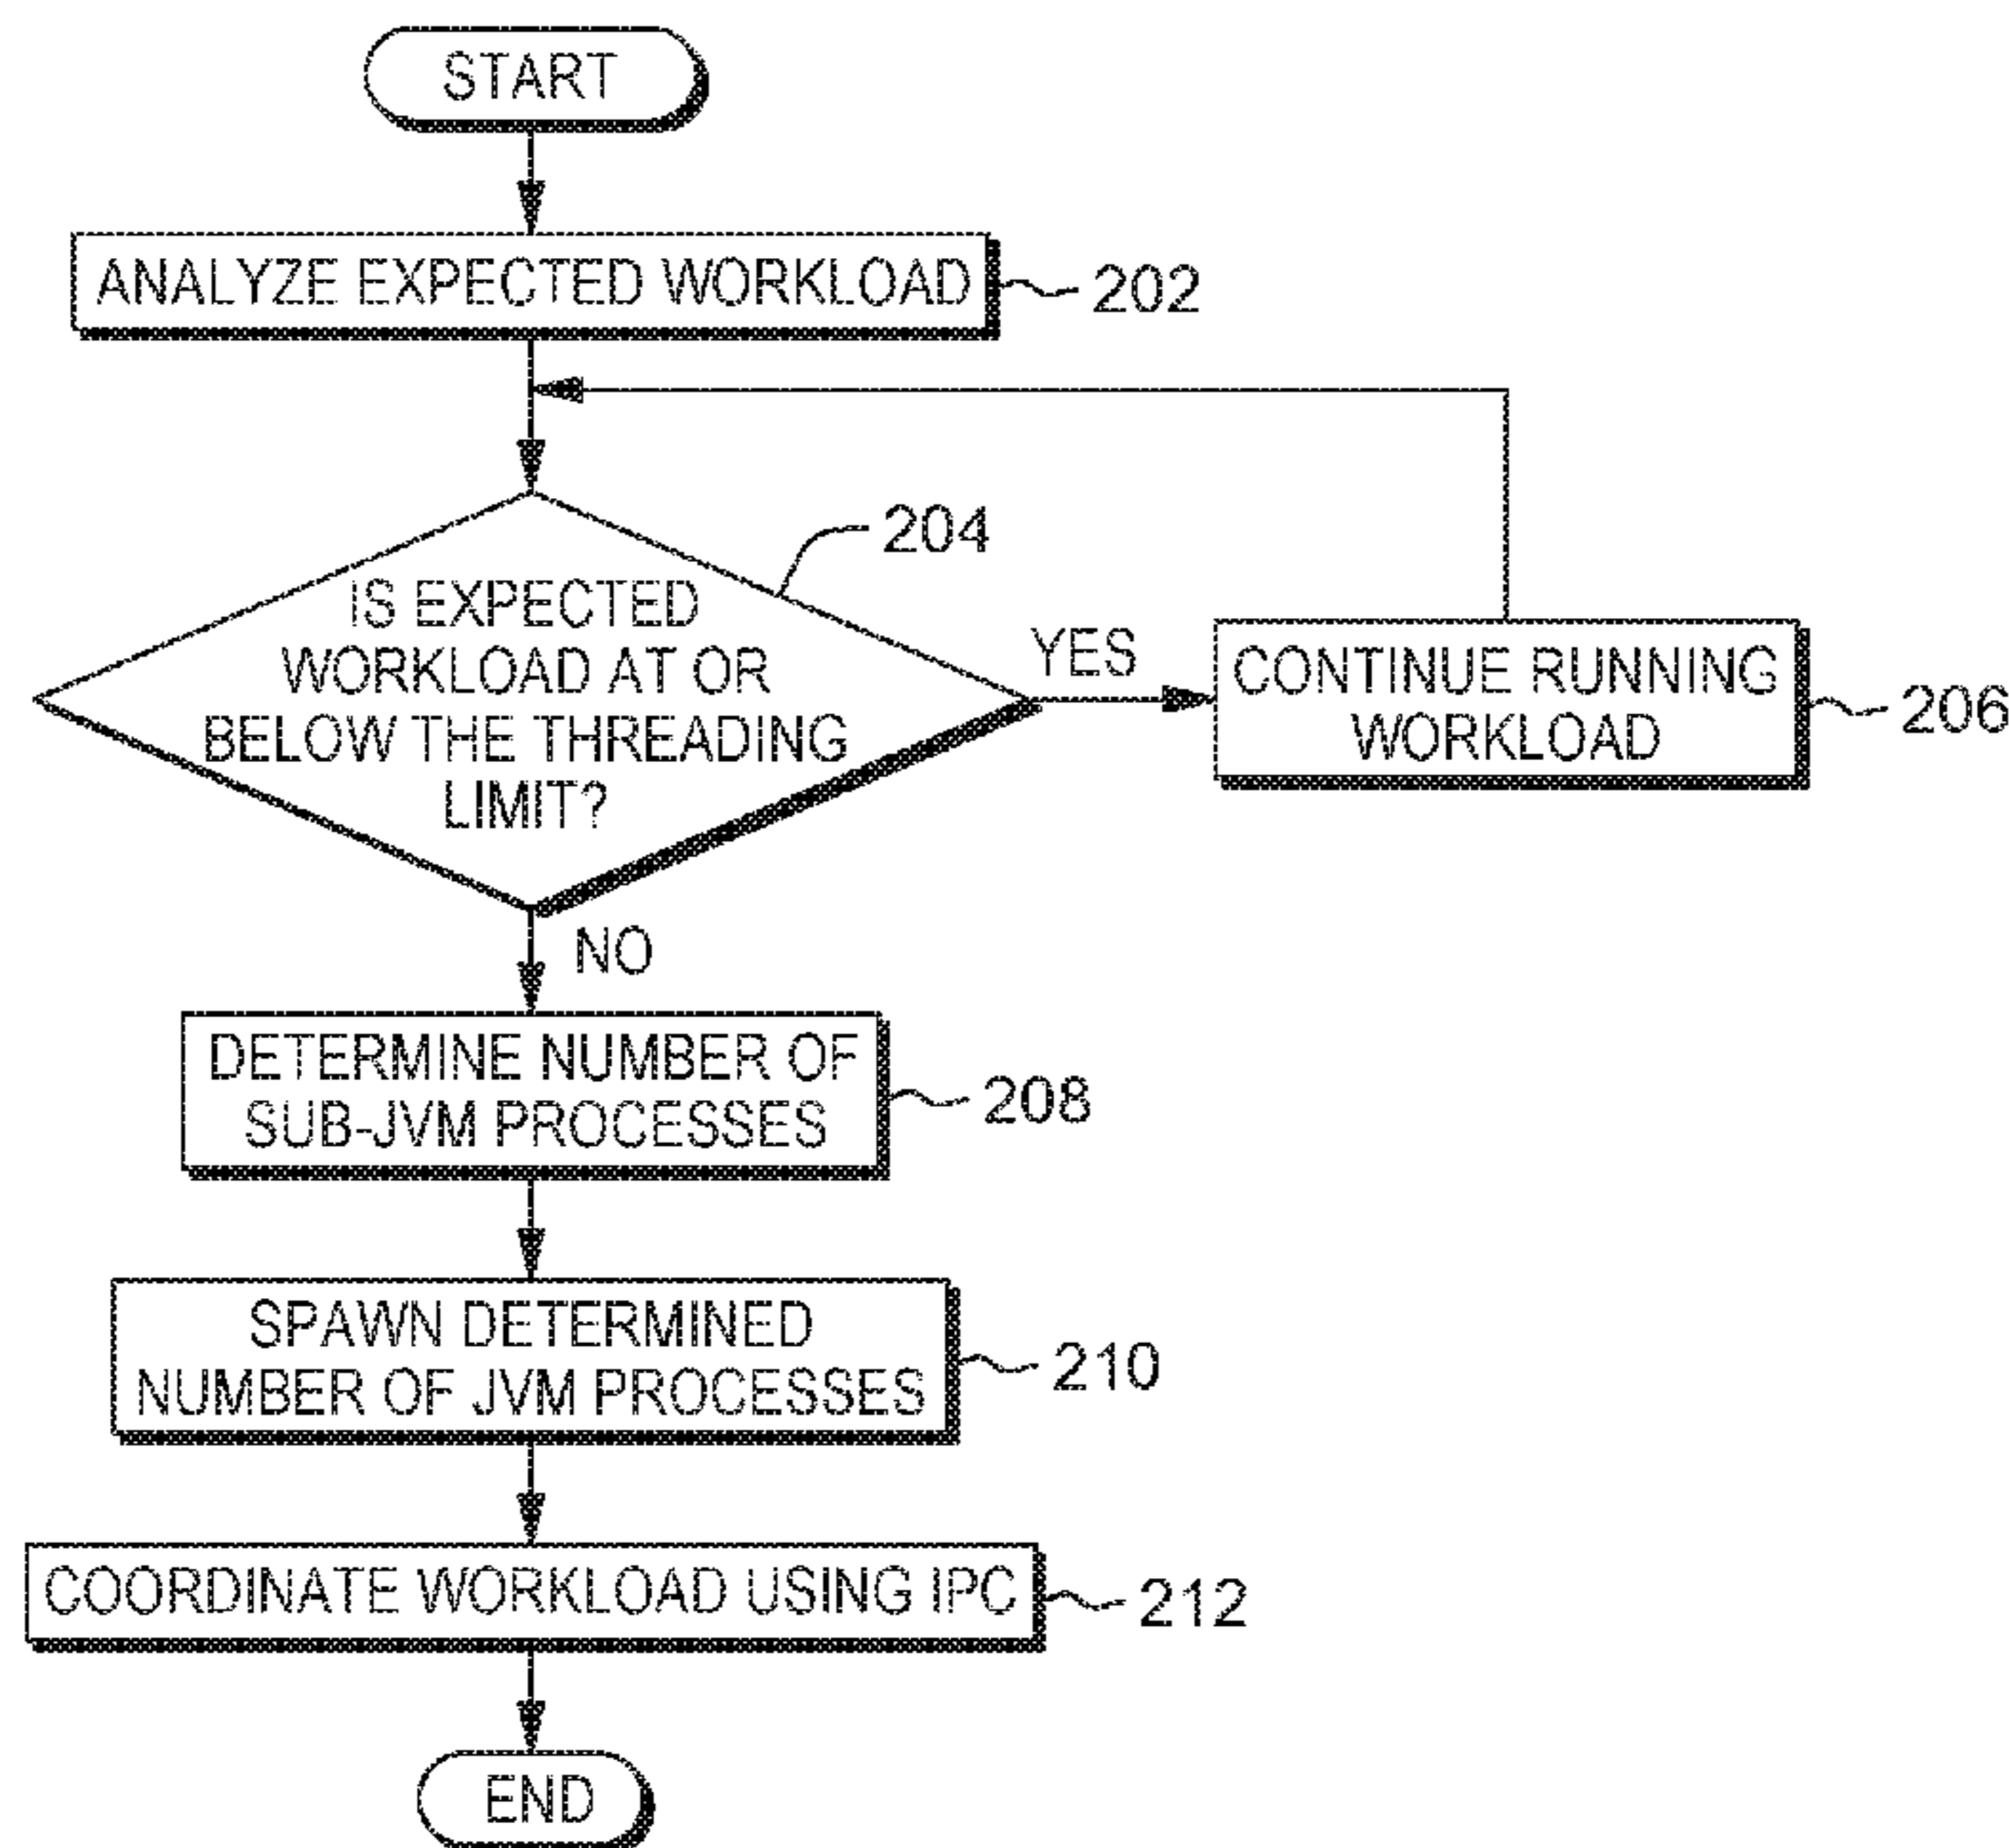 START
ANALYZE EXPECTED WORKLOAD
202
204
IS EXPECTED
WORKLOAD AT OR
BELOW THE THREADING
LIMIT?
YES
CONTINUE RUNNING
WORKLOAD
206
NO
DETERMINE NUMBER OF
SUB-JVM PROCESSES
208
SPAWN DETERMINED
NUMBER OF JVM PROCESSES
210
COORDINATE WORKLOAD USING IPC
212
END